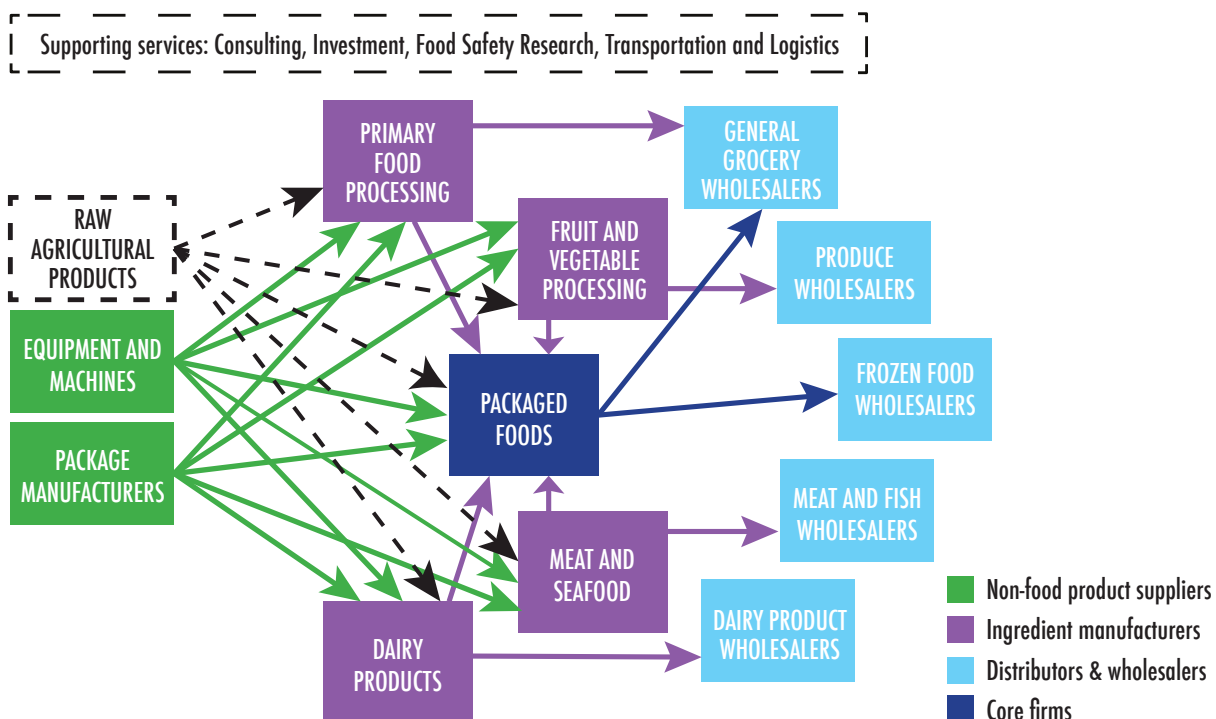 Supporting services: Consulting, Investment, Food Safety Research, Transportation and Logistics
PRIMARY
FOOD
PROCESSING
GENERAL
GROCERY
WHOLESALERS
RAW
AGRICULTURAL
PRODUCTS
FRUIT AND
VEGETABLE
PROCESSING
PRODUCE
WHOLESALERS
EQUIPMENT AND
MACHINES
PACKAGED
FOODS
FROZEN FOOD
WHOLESALERS
PACKAGE
MANUFACTURERS
MEAT AND FISH
WHOLESALERS
MEAT AND
SEAFOOD
DAIRY
PRODUCTS
DAIRY PRODUCT
WHOLESALERS
Non-food product suppliers
Ingredient manufacturers
Distributors & wholesalers
Core firms